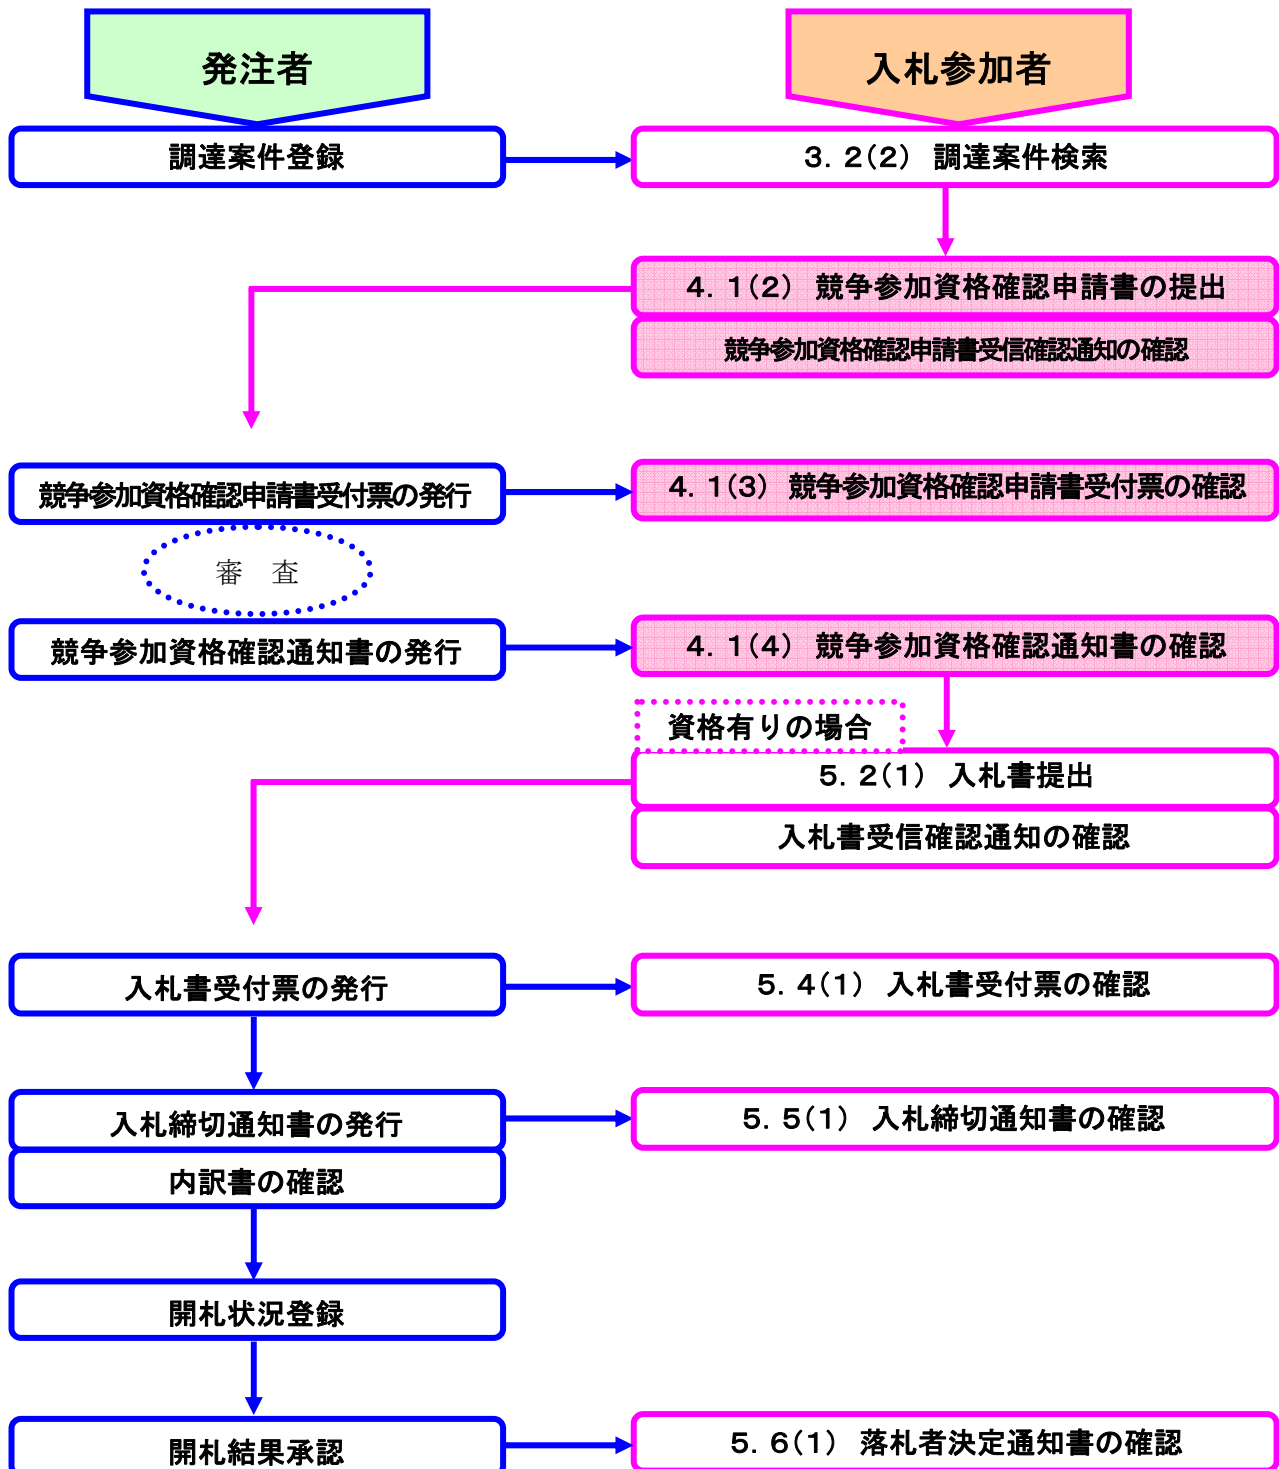 発注者
入札参加者
調達案件登録
3．2(2) 調達案件検索
4．1(2) 競争参加資格確認申請書の提出
競争参加資格確認申請書受信確認通知の確認
競争参加資格確認申請書受付票の発行
4．1(3) 競争参加資格確認申請書受付票の確認
審　査
競争参加資格確認通知書の発行
4．1(4) 競争参加資格確認通知書の確認
資格有りの場合
5．2(1) 入札書提出
入札書受信確認通知の確認
入札書受付票の発行
5．4(1) 入札書受付票の確認
入札締切通知書の発行
5．5(1) 入札締切通知書の確認
内訳書の確認
開札状況登録
開札結果承認
5．6(1) 落札者決定通知書の確認